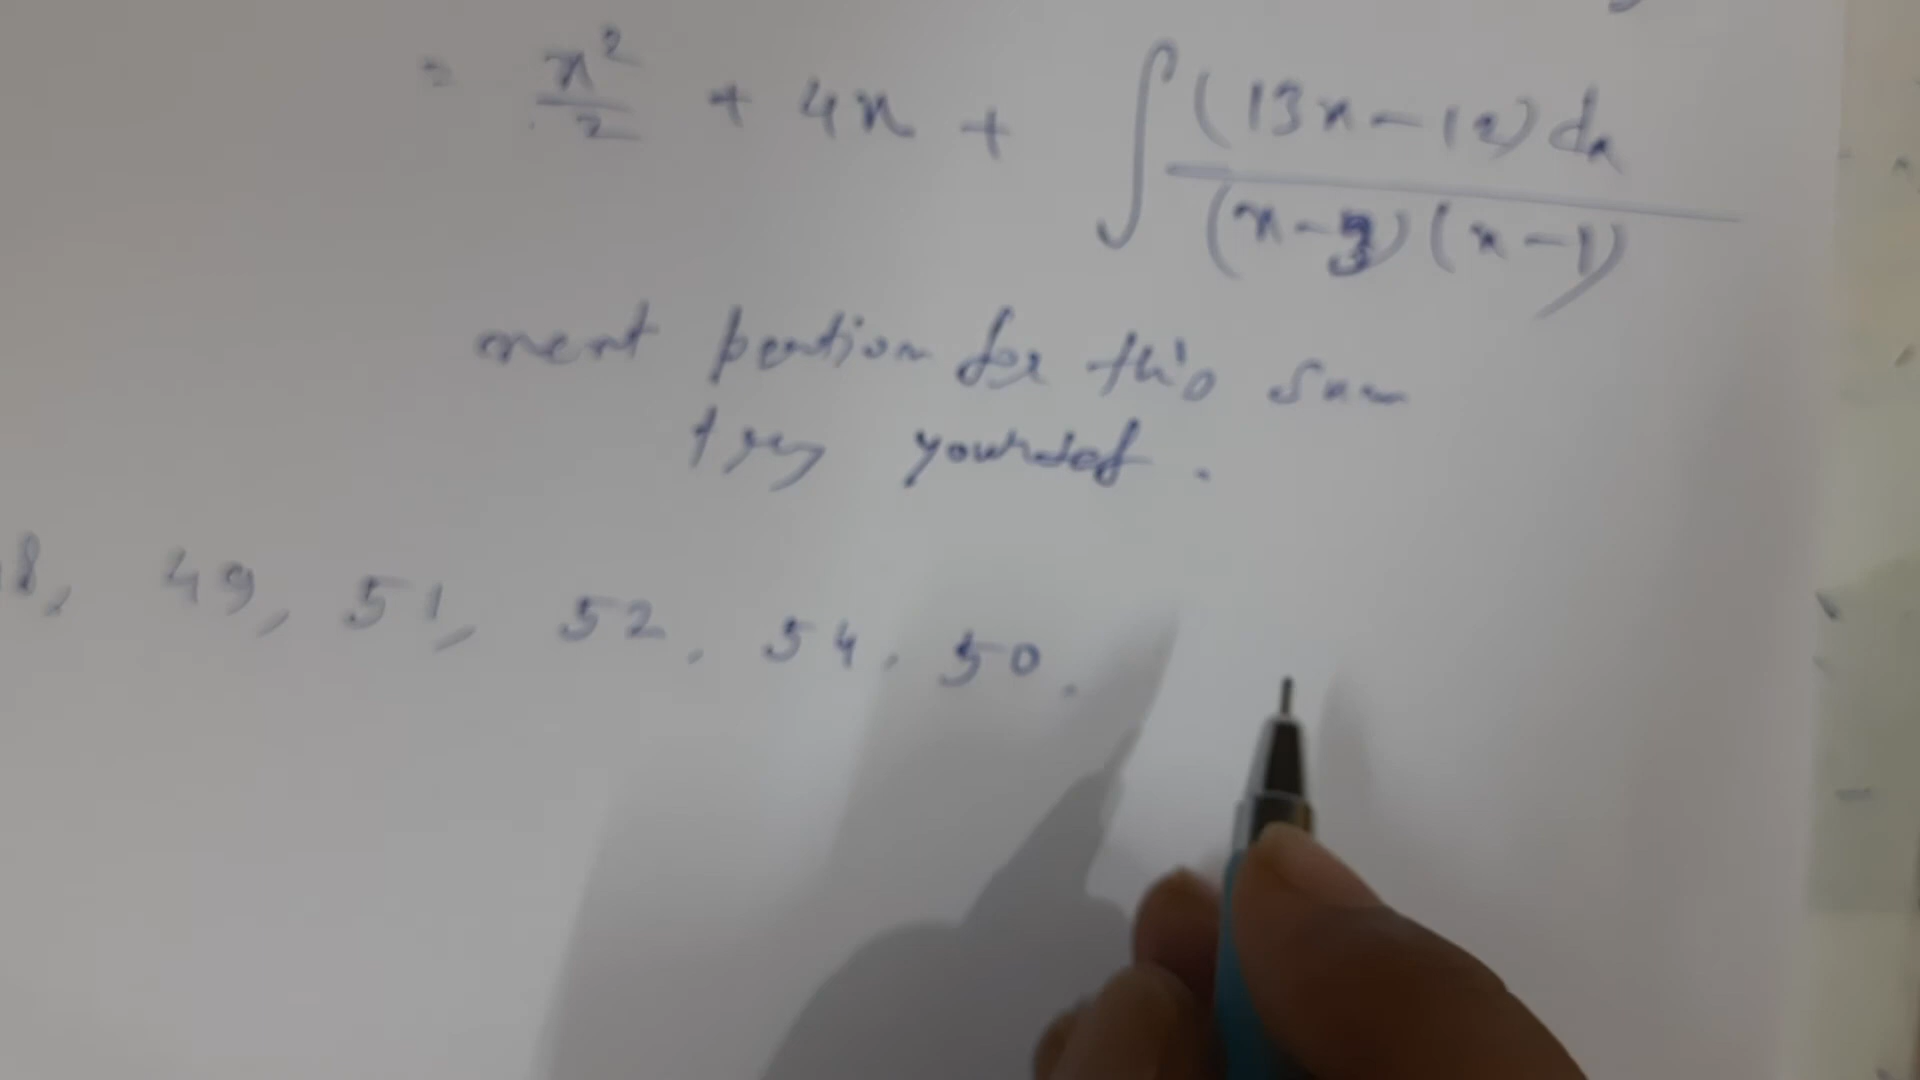 = x²/2 + 4x + ∫ (13x-12)dx / (x-3)(x-1)
next portion for this sum
try yourself.
8, 49, 51, 52, 54, 50.